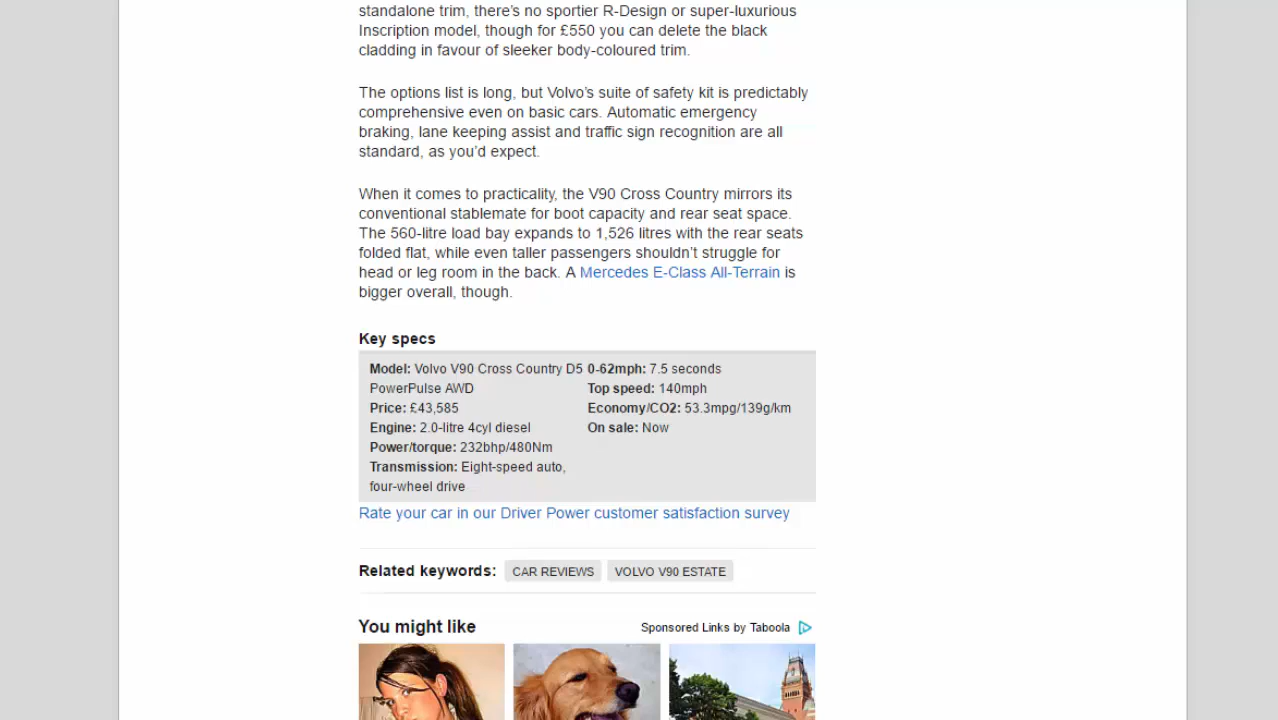 standalone trim, there’s no sportier R-Design or super-luxurious
Inscription model, though for £550 you can delete the black
cladding in favour of sleeker body-coloured trim.
The options list is long, but Volvo’s suite of safety kit is predictably
comprehensive even on basic cars. Automatic emergency
braking, lane keeping assist and traffic sign recognition are all
standard, as you’d expect.
When it comes to practicality, the V90 Cross Country mirrors its
conventional stablemate for boot capacity and rear seat space.
The 560-litre load bay expands to 1,526 litres with the rear seats
folded flat, while even taller passengers shouldn’t struggle for
head or leg room in the back. A Mercedes E-Class All-Terrain is
bigger overall, though.
Key specs
Model: Volvo V90 Cross Country D5
PowerPulse AWD
Price: £43,585
Engine: 2.0-litre 4cyl diesel
Power/torque: 232bhp/480Nm
Transmission: Eight-speed auto,
four-wheel drive
0-62mph: 7.5 seconds
Top speed: 140mph
Economy/CO2: 53.3mpg/139g/km
On sale: Now
Rate your car in our Driver Power customer satisfaction survey
Related keywords: CAR REVIEWS VOLVO V90 ESTATE
You might like Sponsored Links by Taboola